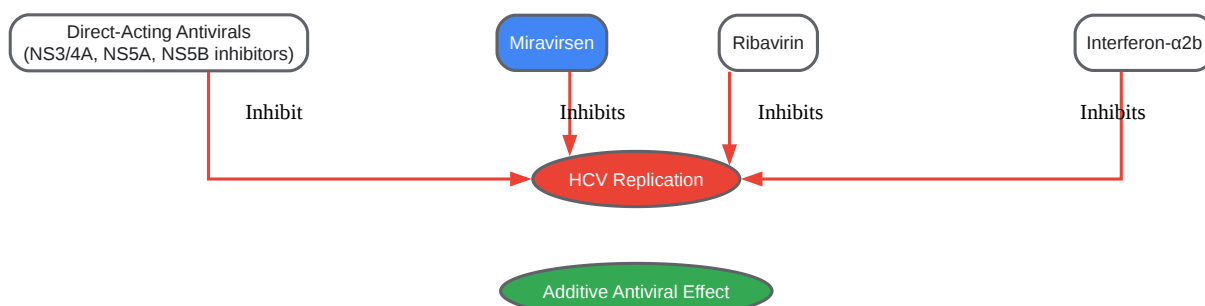 Direct-Acting Antivirals
(NS3/4A, NS5A, NS5B inhibitors)
Miravirsen
Ribavirin
Interferon-α2b
Inhibit
Inhibits
Inhibits
Inhibits
HCV Replication
Additive Antiviral Effect